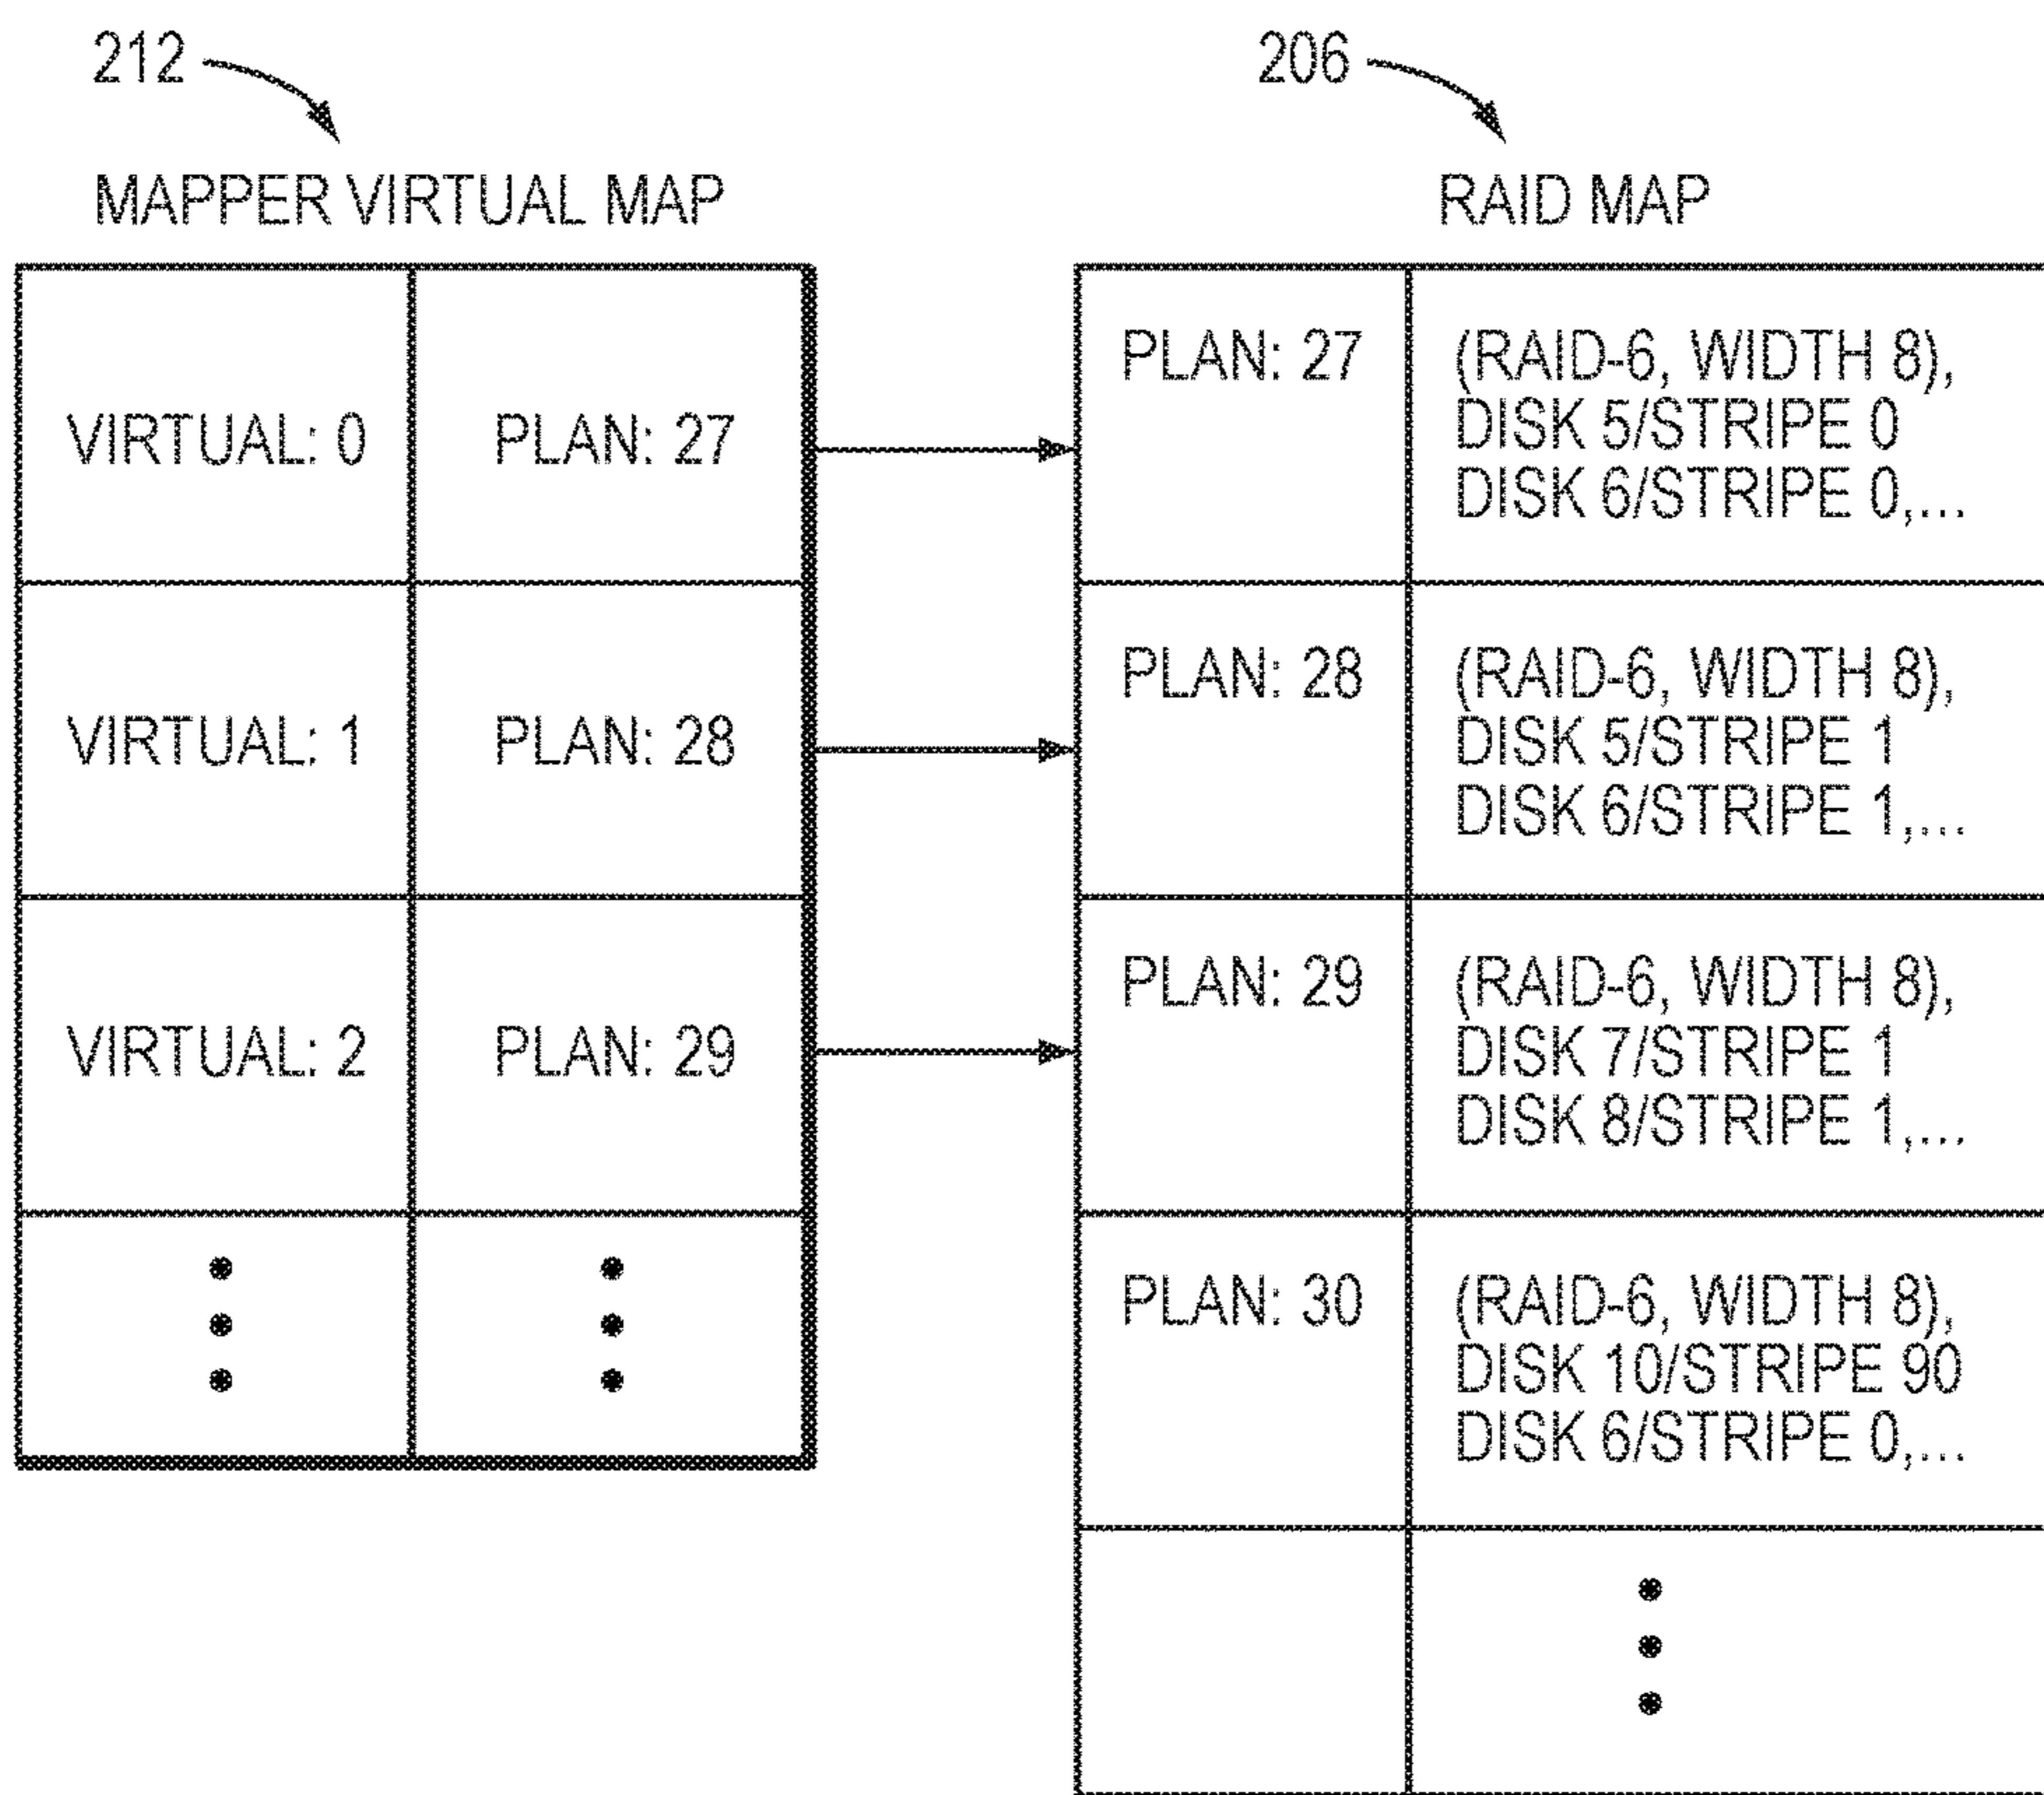 212
206
MAPPER VIRTUAL MAP
RAID MAP
VIRTUAL: 0
PLAN: 27
PLAN: 27
(RAID-6, WIDTH 8),
DISK 5/STRIPE 0
DISK 6/STRIPE 0,...
VIRTUAL: 1
PLAN: 28
PLAN: 28
(RAID-6, WIDTH 8),
DISK 5/STRIPE 1
DISK 6/STRIPE 1,...
VIRTUAL: 2
PLAN: 29
PLAN: 29
(RAID-6, WIDTH 8),
DISK 7/STRIPE 1
DISK 8/STRIPE 1,...
PLAN: 30
(RAID-6, WIDTH 8),
DISK 10/STRIPE 90
DISK 6/STRIPE 0,...